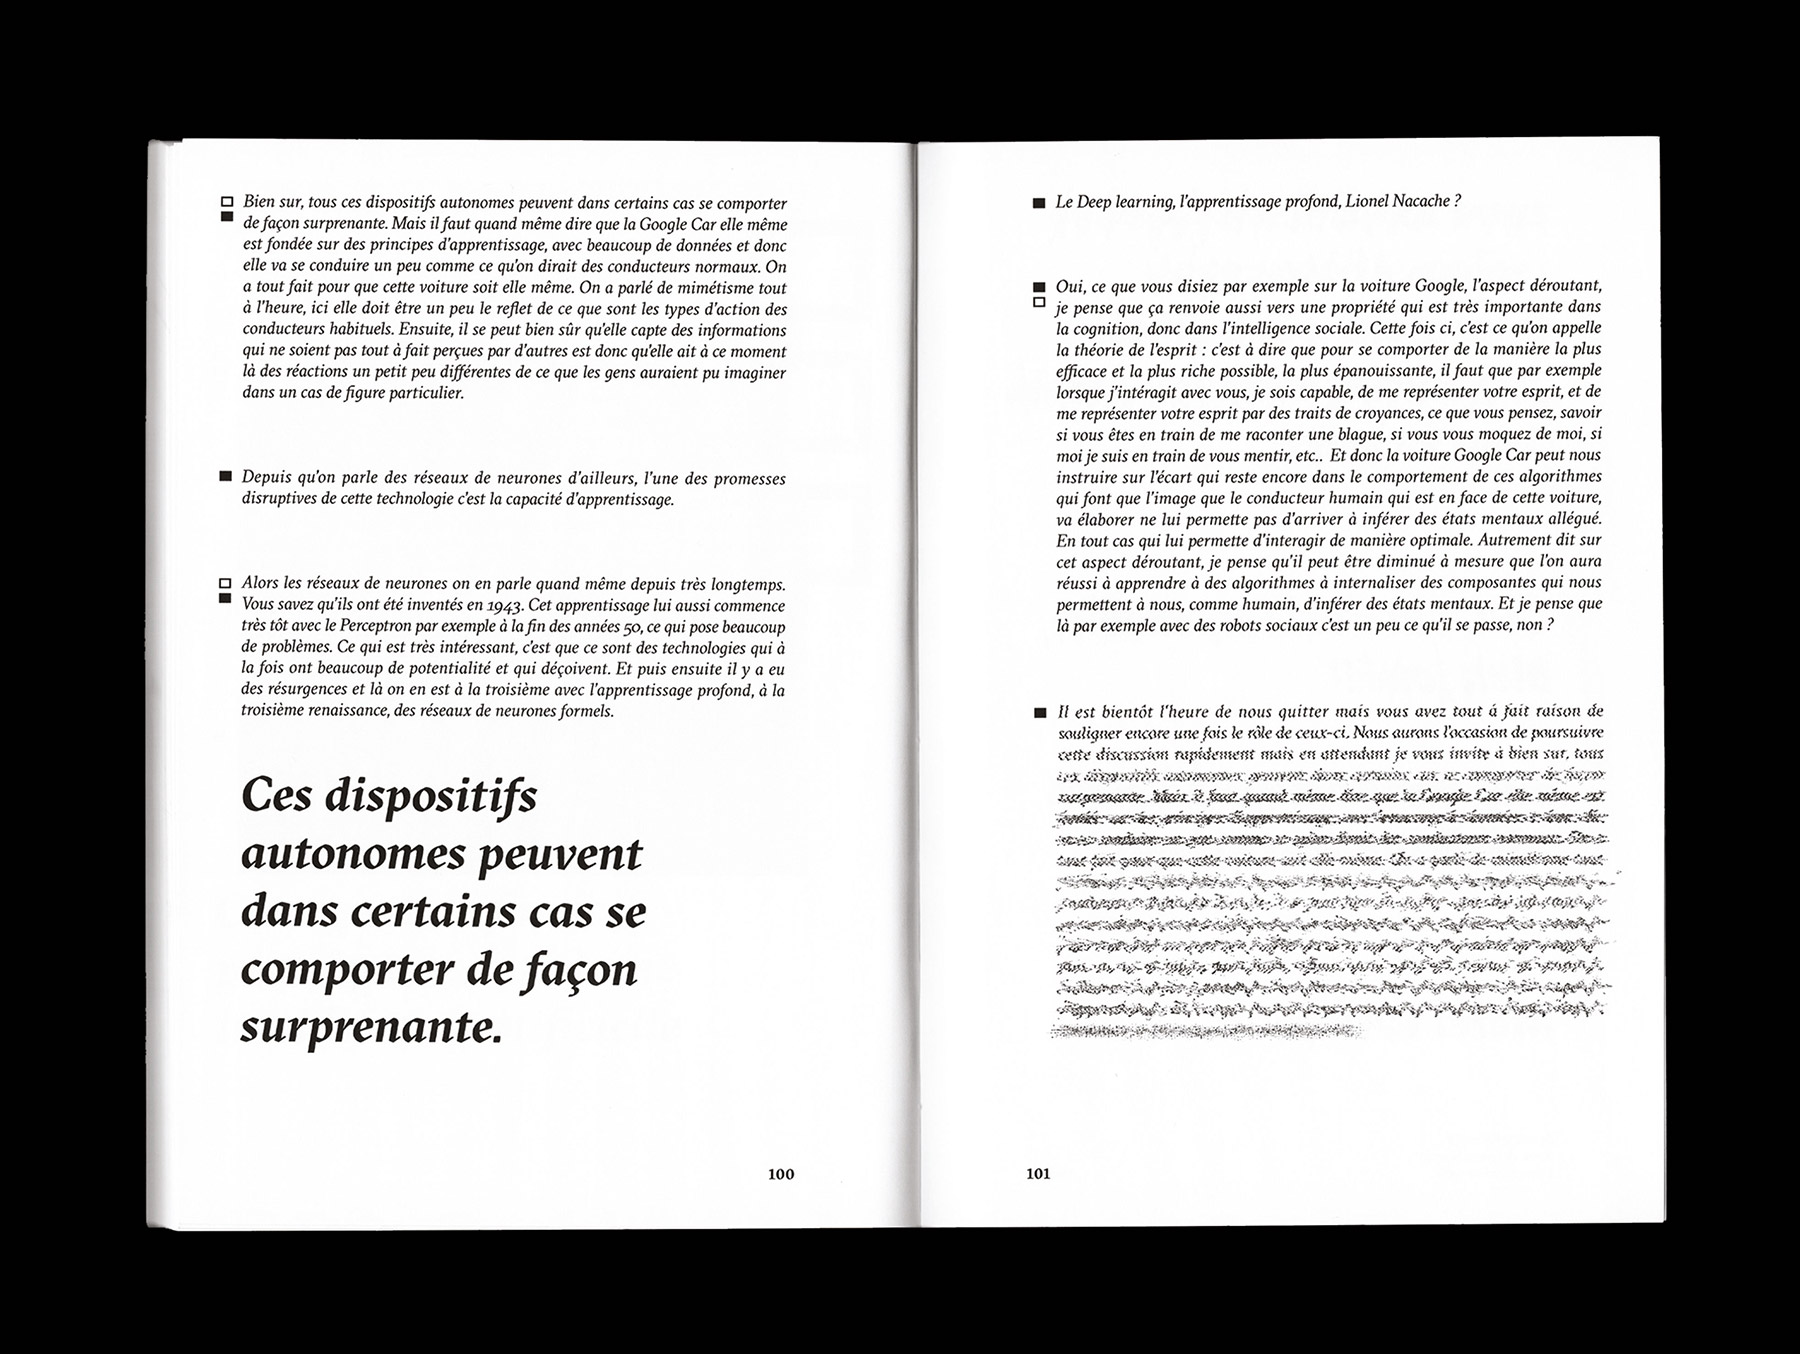 Bien sur, tous ces dispositifs autonomes peuvent dans certains cas se comporter
de façon surprenante. Mais il faut quand même dire que la Google Car elle même
est fondée sur des principes d'apprentissage, avec beaucoup de données et donc
elle va se conduire un peu comme ce qu'on dirait des conducteurs normaux. On
a tout fait pour que cette voiture soit elle même. On a parlé de mimétisme tout
à l'heure, ici elle doit être un peu le reflet de ce que sont les types d'action des
conducteurs habituels. Ensuite, il se peut bien sûr qu'elle capte des informations
qui ne soient pas tout à fait perçues par d'autres est donc qu'elle ait à ce moment
là des réactions un petit peu différentes de ce que les gens auraient pu imaginer
dans un cas de figure particulier.
Depuis qu'on parle des réseaux de neurones d'ailleurs, l'une des promesses
disruptives de cette technologie c'est la capacité d'apprentissage.
Alors les réseaux de neurones on en parle quand même depuis très longtemps.
Vous savez qu'ils ont été inventés en 1943. Cet apprentissage lui aussi commence
très tôt avec le Perceptron par exemple à la fin des années 50, ce qui pose beaucoup
de problèmes. Ce qui est très intéressant, c'est que ce sont des technologies qui à
la fois ont beaucoup de potentialité et qui déçoivent. Et puis ensuite il y a eu
des résurgences et là on en est à la troisième avec l'apprentissage profond, à la
troisième renaissance, des réseaux de neurones formels.
Ces dispositifs
autonomes peuvent
dans certains cas se
comporter de façon
surprenante.
100
Le Deep learning, l'apprentissage profond, Lionel Nacache ?
Oui, ce que vous disiez par exemple sur la voiture Google, l'aspect déroutant,
je pense que ça renvoie aussi vers une propriété qui est très importante dans
la cognition, donc dans l'intelligence sociale. Cette fois ci, c'est ce qu'on appelle
la théorie de l'esprit : c'est à dire que pour se comporter de la manière la plus
efficace et la plus riche possible, la plus épanouissante, il faut que par exemple
lorsque j'intéragit avec vous, je sois capable, de me représenter votre esprit, et de
me représenter votre esprit par des traits de croyances, ce que vous pensez, savoir
si vous êtes en train de me raconter une blague, si vous vous moquez de moi, si
moi je suis en train de vous mentir, etc.. Et donc la voiture Google Car peut nous
instruire sur l'écart qui reste encore dans le comportement de ces algorithmes
qui font que l'image que le conducteur humain qui est en face de cette voiture,
va élaborer ne lui permette pas d'arriver à inférer des états mentaux allégué.
En tout cas qui lui permette d'interagir de manière optimale. Autrement dit sur
cet aspect déroutant, je pense qu'il peut être diminué à mesure que l'on aura
réussi à apprendre à des algorithmes à internaliser des composantes qui nous
permettent à nous, comme humain, d'inférer des états mentaux. Et je pense que
là par exemple avec des robots sociaux c'est un peu ce qu'il se passe, non ?
Il est bientôt l'heure de nous quitter mais vous avez tout à fait raison de
souligner encore une fois le rôle de ceux-ci. Nous aurons l'occasion de poursuivre
cette discussion rapidement mais en attendant je vous invite à bien sur, tous
surprenante. Mais il faut quand même dire que la Google Car elle même est
101